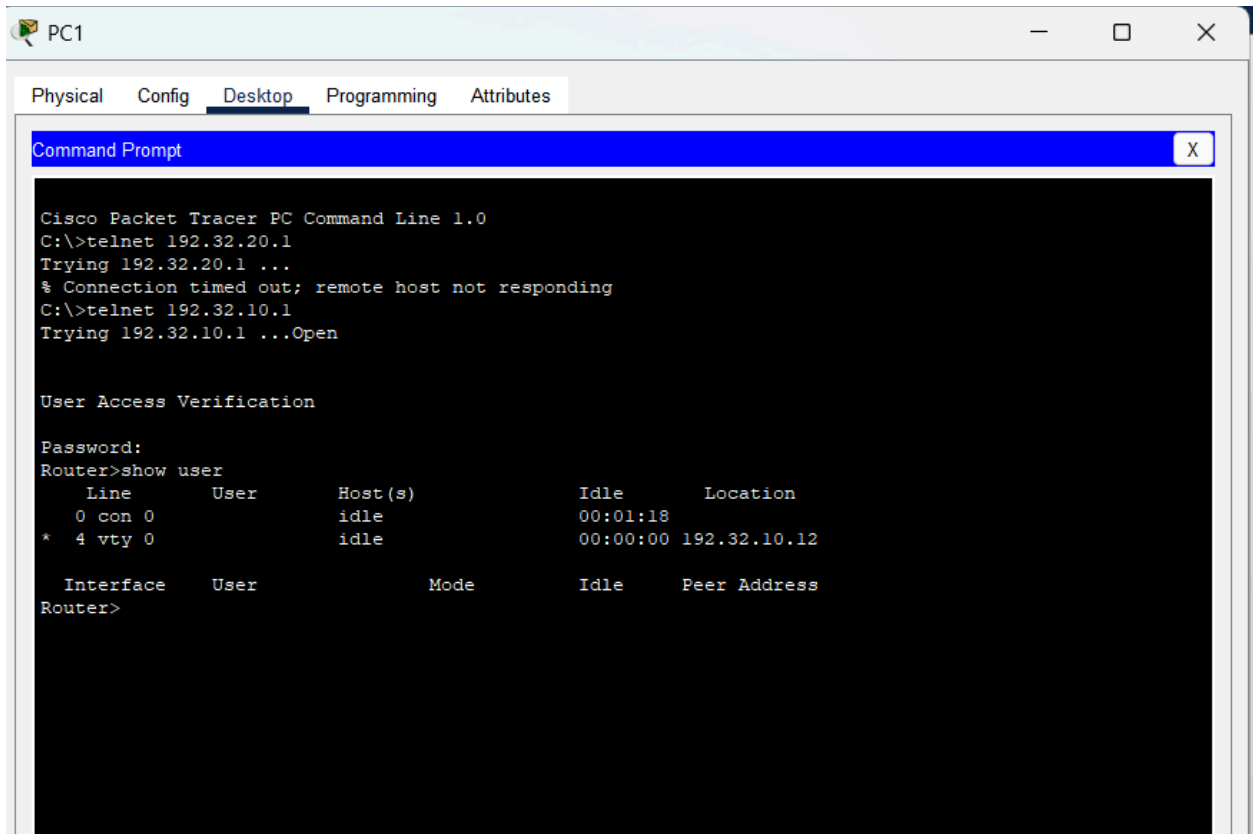 PC1
Physical Config Desktop Programming Attributes
Command Prompt X
Cisco Packet Tracer PC Command Line 1.0
C:\>telnet 192.32.20.1
Trying 192.32.20.1 ...
% Connection timed out; remote host not responding
C:\>telnet 192.32.10.1
Trying 192.32.10.1 ...Open
User Access Verification
Password:
Router>show user
Line User Host(s) Idle Location
0 con 0 idle 00:01:18
* 4 vty 0 idle 00:00:00 192.32.10.12
Interface User Mode Idle Peer Address
Router>